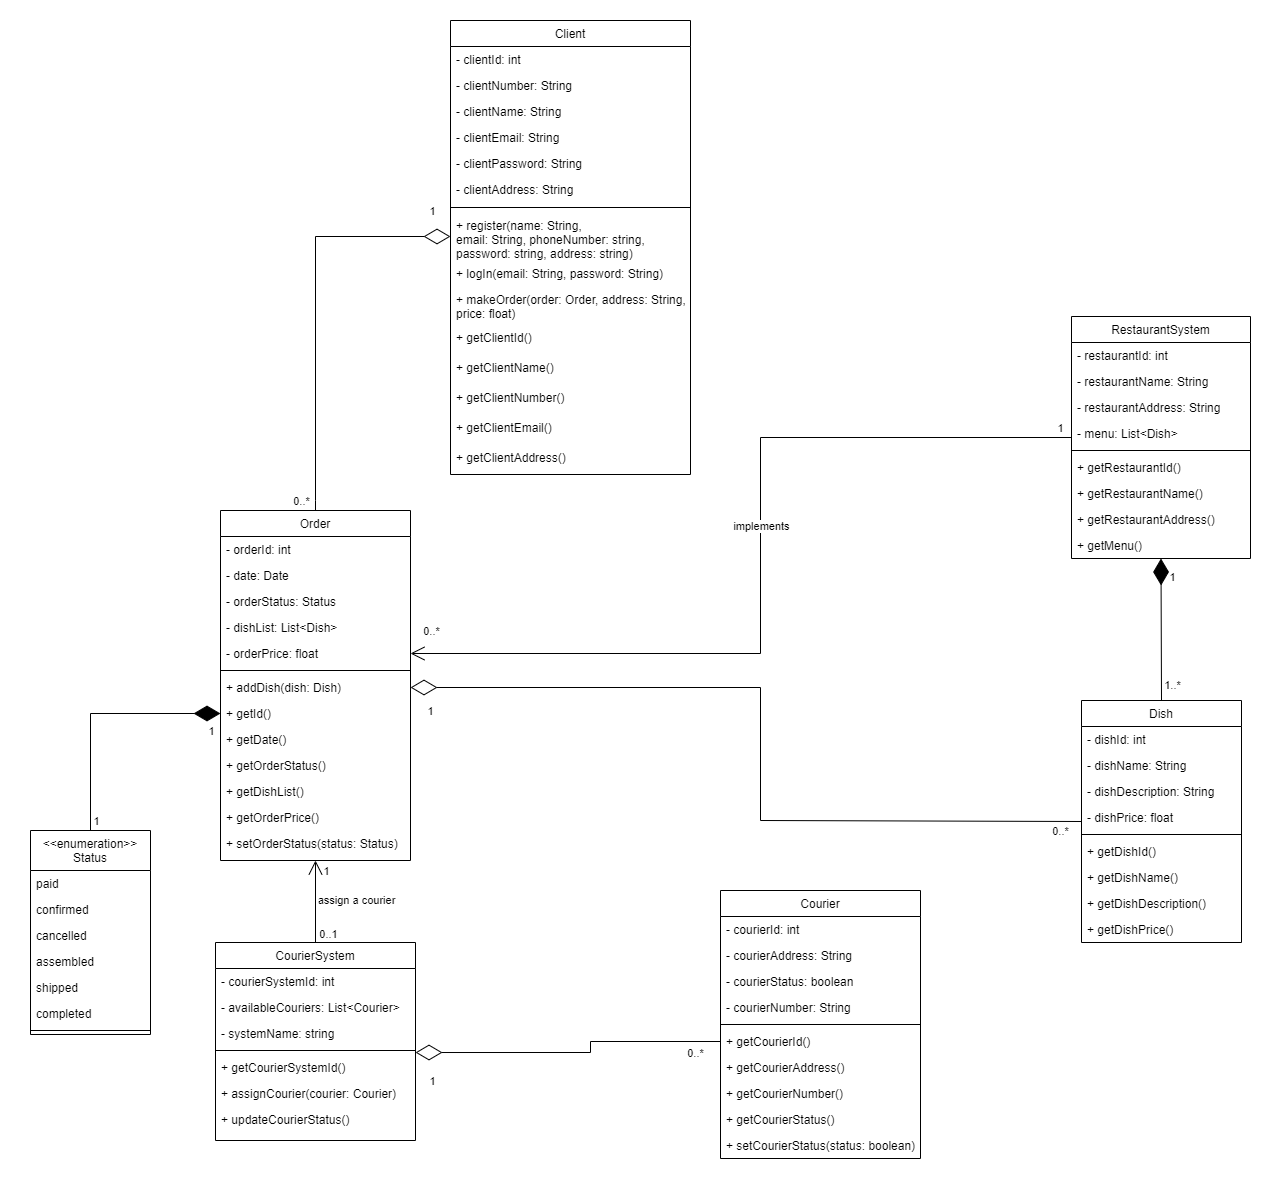 Client
- clientId: int
- clientNumber: String
- clientName: String
- clientEmail: String
- clientPassword: String
- clientAddress: String
1
+ register(name: String,
email: String, phoneNumber: string,
password: string, address: string)
+ logIn(email: String, password: String)
+ makeOrder(order: Order, address: String,
price: float)
+ getClientId()
+ getClientName()
+ getClientNumber()
+ getClientEmail()
+ getClientAddress()
RestaurantSystem
- restaurantId: int
- restaurantName: String
- restaurantAddress: String
- menu: List<Dish>
1
+ getRestaurantId()
+ getRestaurantName()
+ getRestaurantAddress()
+ getMenu()
1
implements
0..*
Order
- orderId: int
- date: Date
- orderStatus: Status
- dishList: List<Dish>
- orderPrice: float
0..*
+ addDish(dish: Dish)
+ getId()
+ getDate()
+ getOrderStatus()
+ getDishList()
+ getOrderPrice()
+ setOrderStatus(status: Status)
1
1
1..*
Dish
- dishId: int
- dishName: String
- dishDescription: String
- dishPrice: float
0..*
+ getDishId()
+ getDishName()
+ getDishDescription()
+ getDishPrice()
1
<<enumeration>>
Status
paid
confirmed
cancelled
assembled
shipped
completed
1
assign a courier
0..1
CourierSystem
- courierSystemId: int
- availableCouriers: List<Courier>
- systemName: string
+ getCourierSystemId()
+ assignCourier(courier: Courier)
+ updateCourierStatus()
1
0..*
Courier
- courierId: int
- courierAddress: String
- courierStatus: boolean
- courierNumber: String
+ getCourierId()
+ getCourierAddress()
+ getCourierNumber()
+ getCourierStatus()
+ setCourierStatus(status: boolean)